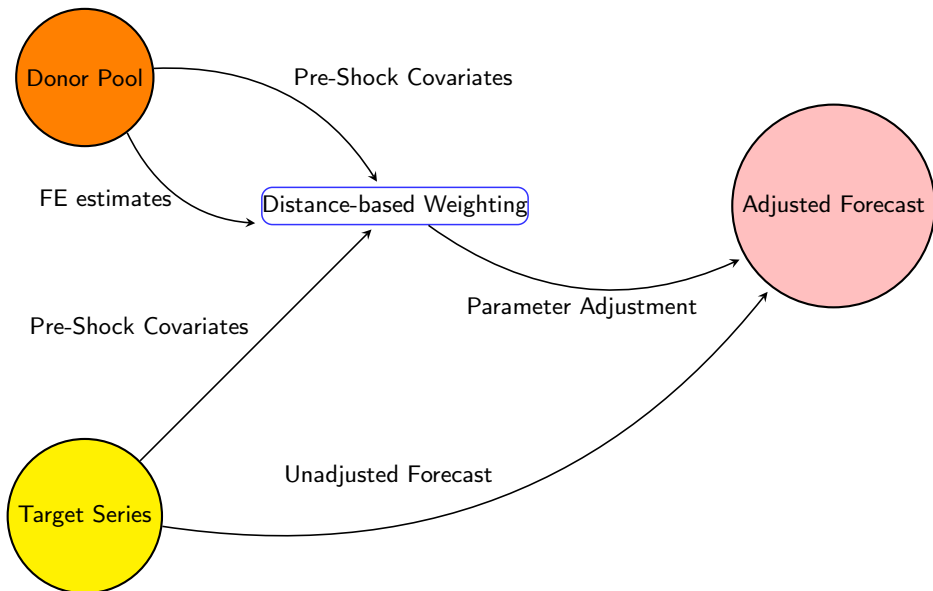 Donor Pool
Pre-Shock Covariates
FE estimates
Distance-based Weighting
Adjusted Forecast
Parameter Adjustment
Pre-Shock Covariates
Unadjusted Forecast
Target Series